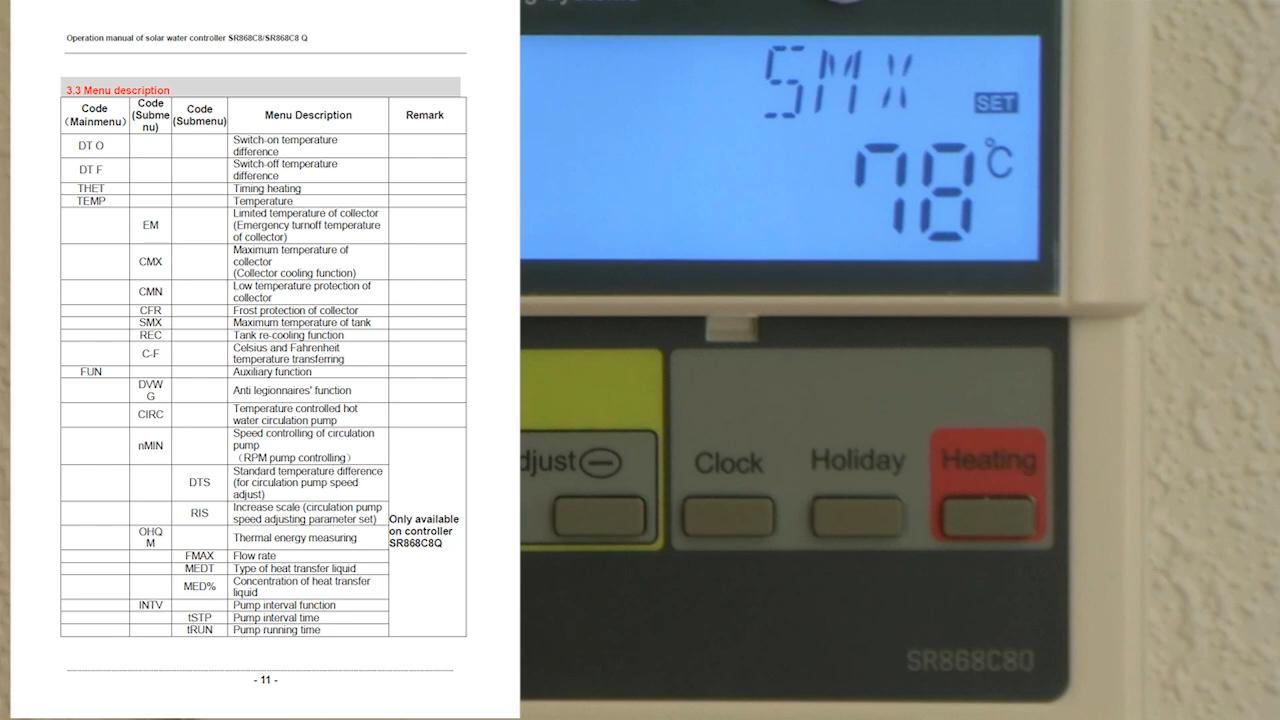 Operation manual of solar water controller SR868C8/SR868C8 Q
3.3 Menu description
Code (Mainmenu) Code (Submenu) Code (Submenu) Menu Description Remark
DT O Switch-on temperature difference
DT F Switch-off temperature difference
THET Timing heating
TEMP Temperature
EM Limited temperature of collector (Emergency turnoff temperature of collector)
CMX Maximum temperature of collector (Collector cooling function)
CMN Low temperature protection of collector
CFR Frost protection of collector
SMX Maximum temperature of tank
REC Tank re-cooling function
C-F Celsius and Fahrenheit temperature transferring
FUN Auxiliary function
DVWG Anti legionnaires' function
CIRC Temperature controlled hot water circulation pump
nMIN Speed controlling of circulation pump (RPM pump controlling)
DTS Standard temperature difference (for circulation pump speed adjust)
RIS Increase scale (circulation pump speed adjusting parameter set)
Only available on controller SR868C8Q
OHQM Thermal energy measuring
FMAX Flow rate
MEDT Type of heat transfer liquid
MED% Concentration of heat transfer liquid
INTV Pump interval function
tSTP Pump interval time
tRUN Pump running time
- 11 -
SMX
SET
78 °C
Clock Holiday Heating
SR868C8Q